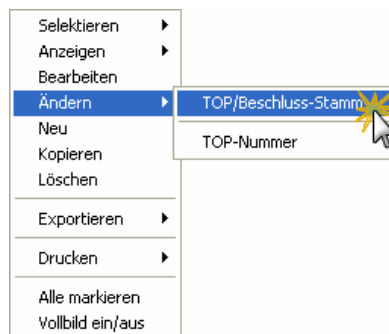 Selektieren
Anzeigen
Bearbeiten
Ändern
TOP/Beschluss-Stamm
Neu
TOP-Nummer
Kopieren
Löschen
Exportieren
Drucken
Alle markieren
Vollbild ein/aus